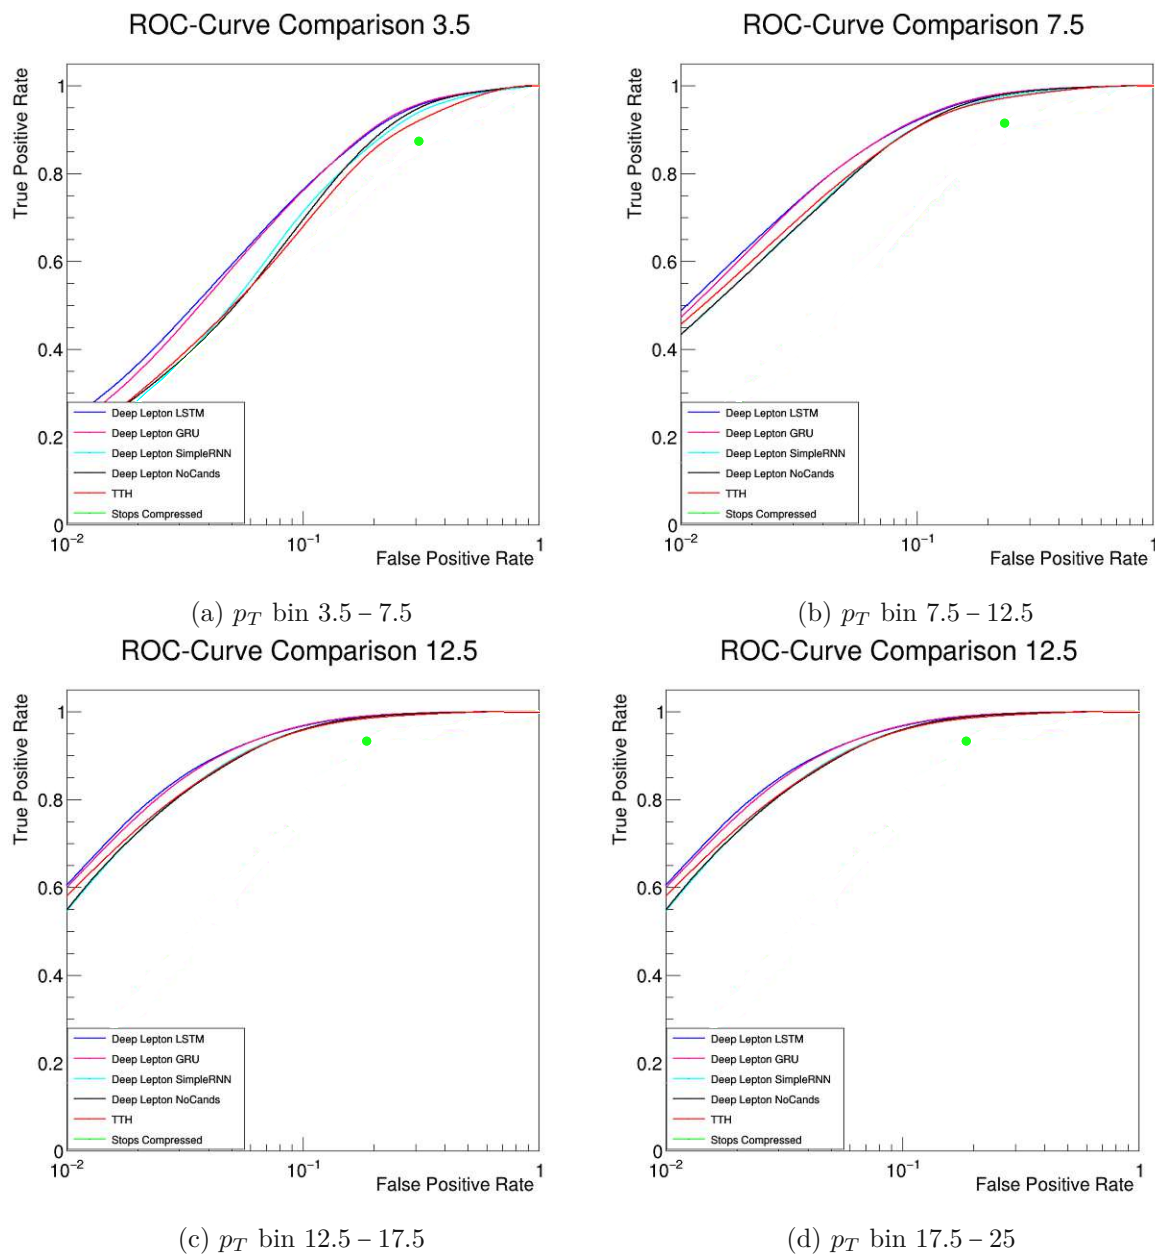 ROC-Curve Comparison 3.5
True Positive Rate
1
0.8
0.6
0.4
0.2
0
Deep Lepton LSTM
Deep Lepton GRU
Deep Lepton SimpleRNN
Deep Lepton NoCands
TTH
Stops Compressed
10⁻² 10⁻¹ 1
False Positive Rate
(a) p_T bin 3.5 – 7.5
ROC-Curve Comparison 7.5
True Positive Rate
1
0.8
0.6
0.4
0.2
0
Deep Lepton LSTM
Deep Lepton GRU
Deep Lepton SimpleRNN
Deep Lepton NoCands
TTH
Stops Compressed
10⁻² 10⁻¹ 1
False Positive Rate
(b) p_T bin 7.5 – 12.5
ROC-Curve Comparison 12.5
True Positive Rate
1
0.8
0.6
0.4
0.2
0
Deep Lepton LSTM
Deep Lepton GRU
Deep Lepton SimpleRNN
Deep Lepton NoCands
TTH
Stops Compressed
10⁻² 10⁻¹ 1
False Positive Rate
(c) p_T bin 12.5 – 17.5
ROC-Curve Comparison 12.5
True Positive Rate
1
0.8
0.6
0.4
0.2
0
Deep Lepton LSTM
Deep Lepton GRU
Deep Lepton SimpleRNN
Deep Lepton NoCands
TTH
Stops Compressed
10⁻² 10⁻¹ 1
False Positive Rate
(d) p_T bin 17.5 – 25